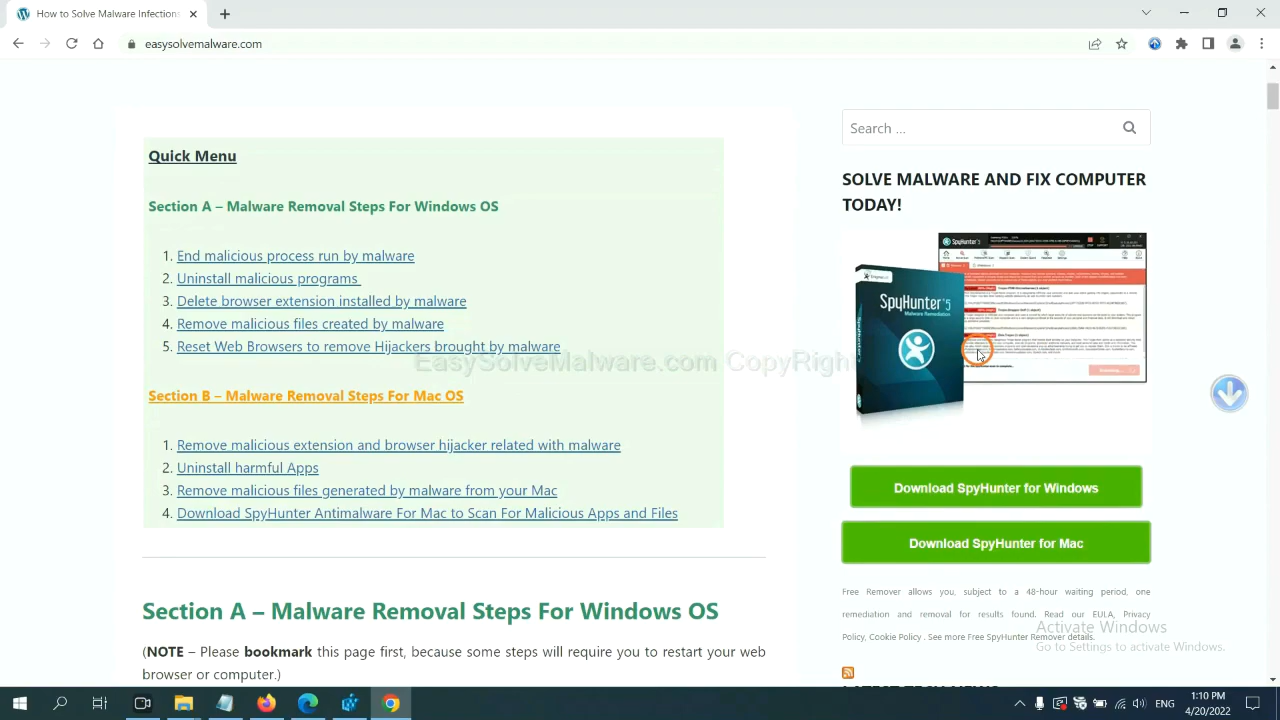 How to Solve Malware Infections
easysolvemalware.com
Quick Menu
Section A – Malware Removal Steps For Windows OS
1. End malicious process run by malware
2. Uninstall malicious programs
3. Delete browser extension installed by malware
4. Remove malicious files created by malware
5. Reset Web Browser to Remove Hijackers brought by malware
Section B – Malware Removal Steps For Mac OS
1. Remove malicious extension and browser hijacker related with malware
2. Uninstall harmful Apps
3. Remove malicious files generated by malware from your Mac
4. Download SpyHunter Antimalware For Mac to Scan For Malicious Apps and Files
Section A – Malware Removal Steps For Windows OS
(NOTE – Please bookmark this page first, because some steps will require you to restart your web
browser or computer.)
Search ...
SOLVE MALWARE AND FIX COMPUTER
TODAY!
SpyHunter 5
SpyHunter 5
Malware Remediation
Download SpyHunter for Windows
Download SpyHunter for Mac
Free Remover allows you, subject to a 48-hour waiting period, one
remediation and removal for results found. Read our EULA, Privacy
Policy, Cookie Policy . See more Free SpyHunter Remover details.
Activate Windows
Go to Settings to activate Windows.
LATEST TECH NEWS
ENG
1:10 PM
4/20/2022